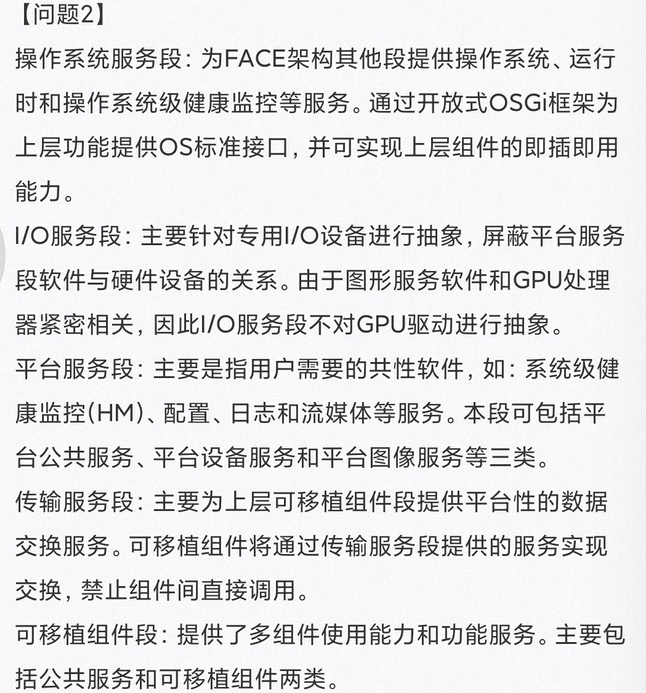 【问题2】
操作系统服务段：为FACE架构其他段提供操作系统、运行
时和操作系统级健康监控等服务。通过开放式OSGi框架为
上层功能提供OS标准接口，并可实现上层组件的即插即用
能力。
I/O服务段：主要针对专用I/O设备进行抽象，屏蔽平台服务
段软件与硬件设备的关系。由于图形服务软件和GPU处理
器紧密相关，因此I/O服务段不对GPU驱动进行抽象。
平台服务段：主要是指用户需要的共性软件，如：系统级健
康监控(HM)、配置、日志和流媒体等服务。本段可包括平
台公共服务、平台设备服务和平台图像服务等三类。
传输服务段：主要为上层可移植组件段提供平台性的数据
交换服务。可移植组件将通过传输服务段提供的服务实现
交换，禁止组件间直接调用。
可移植组件段：提供了多组件使用能力和功能服务。主要包
括公共服务和可移植组件两类。